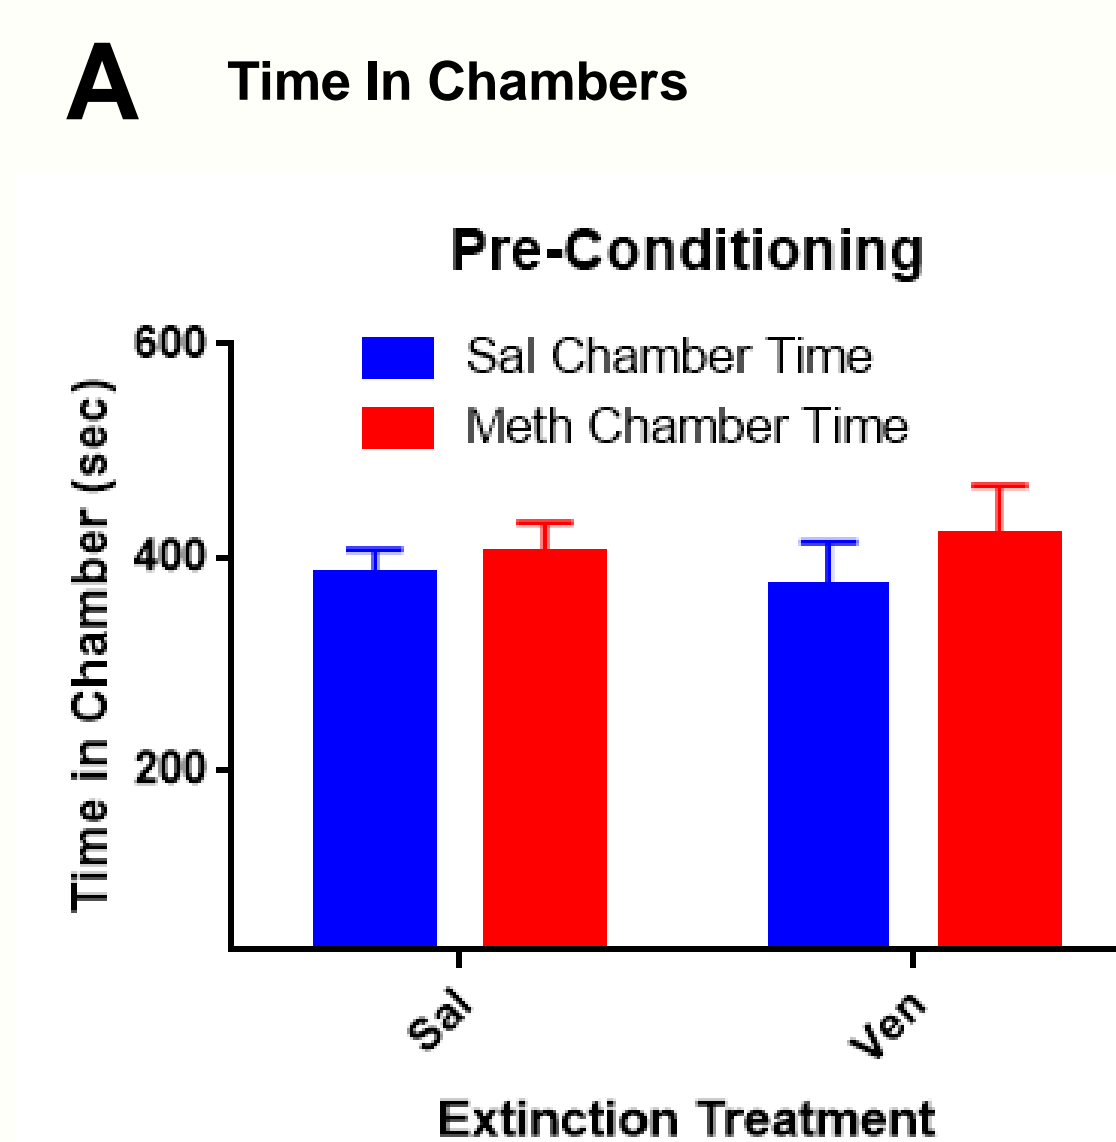 A Time In Chambers
Pre-Conditioning
Sal Chamber Time
Meth Chamber Time
600
400
200
Time in Chamber (sec)
Sal
Ven
Extinction Treatment